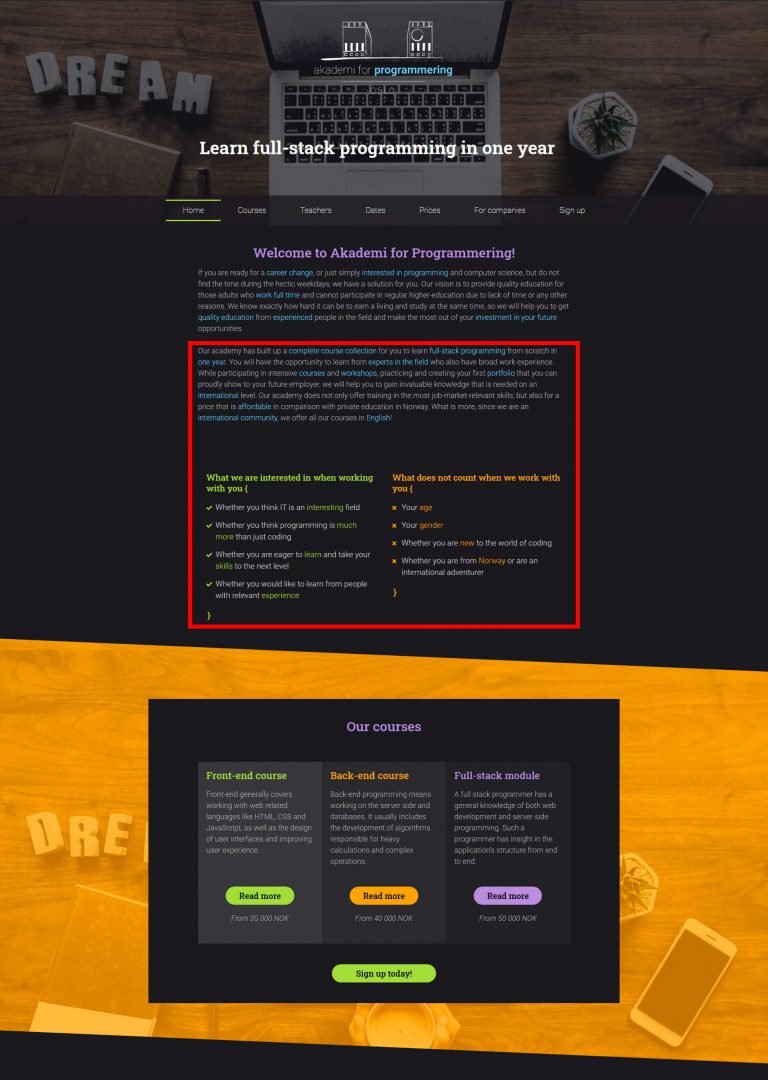 DREAM
akademi for programmering
oslo
Learn full-stack programming in one year
Home Courses Teachers Dates Prices For companies Sign up
Welcome to Akademi for Programmering!
If you are ready for a career change, or just simply interested in programming and computer science, but do not
find the time during the hectic weekdays, we have a solution for you. Our vision is to provide quality education for
those adults who work full time and cannot participate in regular higher-education due to lack of time or any other
reasons. We know exactly how hard it can be to earn a living and study at the same time, so we will help you to get
quality education from experienced people in the field and make the most out of your investment in your future
opportunities.
Our academy has built up a complete course collection for you to learn full-stack programming from scratch in
one year. You will have the opportunity to learn from experts in the field who also have broad work experience.
While participating in intensive courses and workshops, practicing and creating your first portfolio that you can
proudly show to your future employer, we will help you to gain invaluable knowledge that is needed on an
international level. Our academy does not only offer training in the most job-market-relevant skills, but also for a
price that is affordable in comparison with private education in Norway. What is more, since we are an
international community, we offer all our courses in English!
What we are interested in when working
with you {
Whether you think IT is an interesting field
Whether you think programming is much
more than just coding
Whether you are eager to learn and take your
skills to the next level
Whether you would like to learn from people
with relevant experience
}
What does not count when we work with
you {
Your age
Your gender
Whether you are new to the world of coding
Whether you are from Norway or are an
international adventurer
}
DRE
Our courses
Front-end course
Front-end generally covers
working with web related
languages like HTML, CSS and
JavaScript, as well as the design
of user interfaces and improving
user experience.
Read more
From 35 000 NOK
Back-end course
Back-end programming means
working on the server side and
databases. It usually includes
the development of algorithms
responsible for heavy
calculations and complex
operations.
Read more
From 40 000 NOK
Full-stack module
A full stack programmer has a
general knowledge of both web
development and server-side
programming. Such a
programmer has insight in the
application's structure from end
to end.
Read more
From 50 000 NOK
Sign up today!